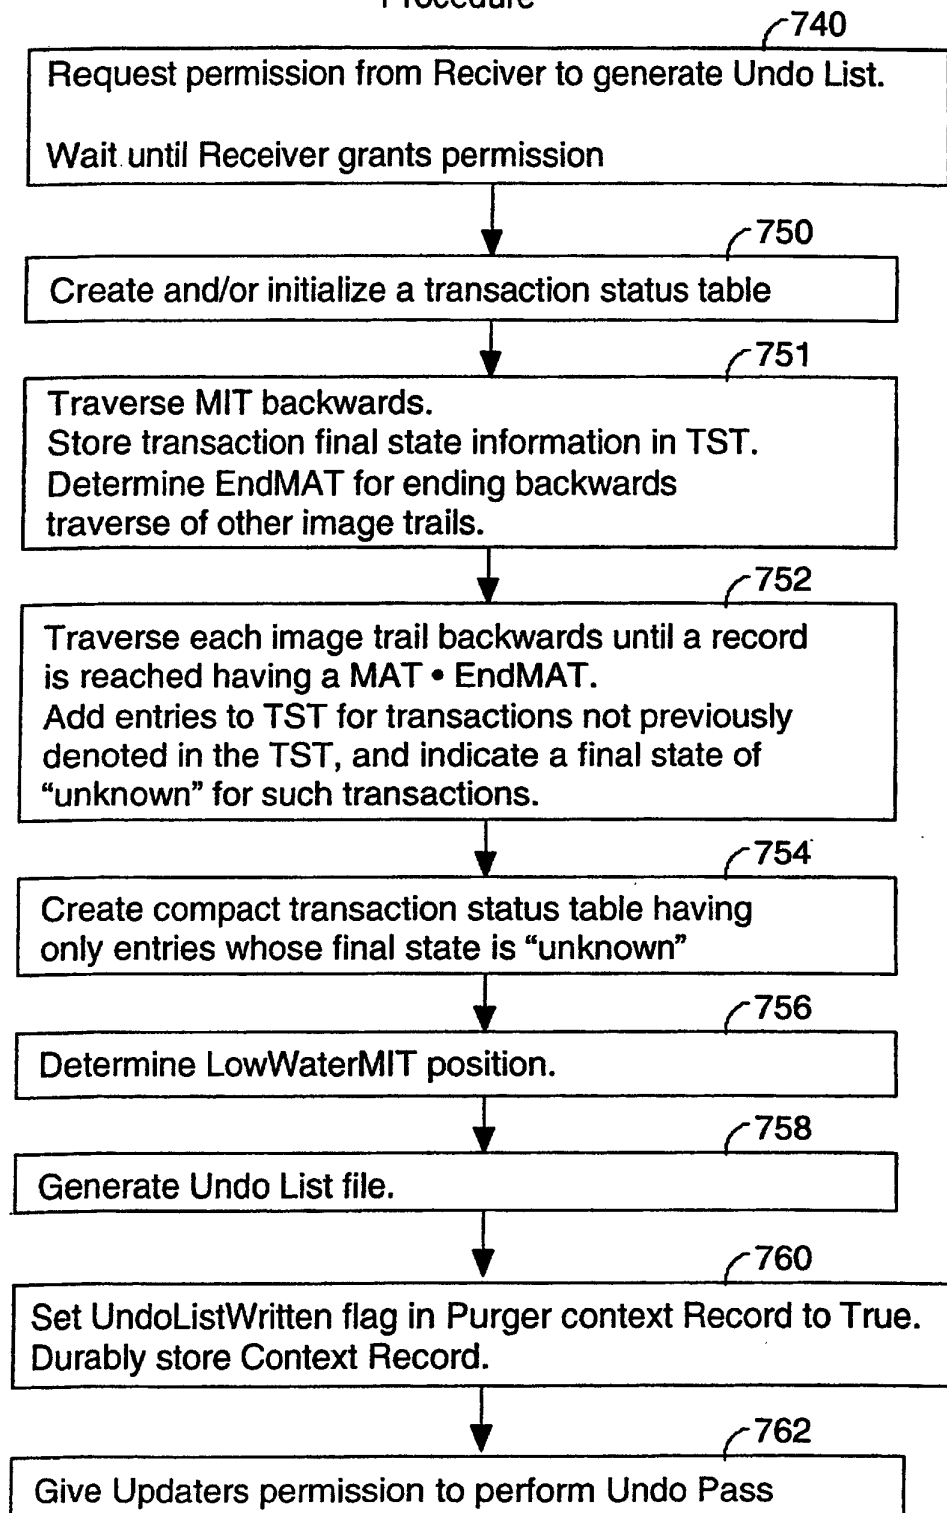 Procedure
740
Request permission from Reciver to generate Undo List.
Wait until Receiver grants permission
750
Create and/or initialize a transaction status table
751
Traverse MIT backwards.
Store transaction final state information in TST.
Determine EndMAT for ending backwards
traverse of other image trails.
752
Traverse each image trail backwards until a record
is reached having a MAT • EndMAT.
Add entries to TST for transactions not previously
denoted in the TST, and indicate a final state of
“unknown” for such transactions.
754
Create compact transaction status table having
only entries whose final state is “unknown”
756
Determine LowWaterMIT position.
758
Generate Undo List file.
760
Set UndoListWritten flag in Purger context Record to True.
Durably store Context Record.
762
Give Updaters permission to perform Undo Pass